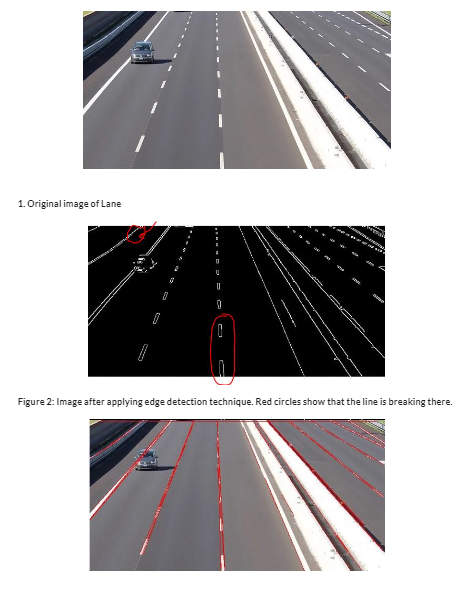 1. Original image of Lane
Figure 2: Image after applying edge detection technique. Red circles show that the line is breaking there.